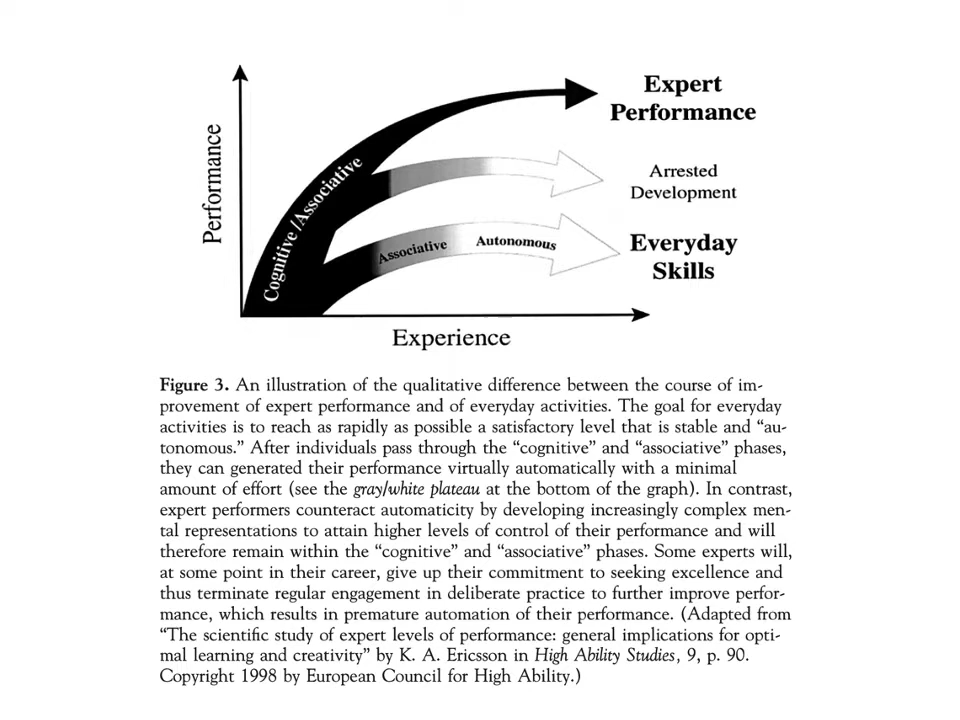 Expert
Performance
Performance
Cognitive /Associative
Arrested
Development
Associative
Autonomous
Everyday
Skills
Experience
Figure 3. An illustration of the qualitative difference between the course of im-
provement of expert performance and of everyday activities. The goal for everyday
activities is to reach as rapidly as possible a satisfactory level that is stable and “au-
tonomous.” After individuals pass through the “cognitive” and “associative” phases,
they can generated their performance virtually automatically with a minimal
amount of effort (see the gray/white plateau at the bottom of the graph). In contrast,
expert performers counteract automaticity by developing increasingly complex men-
tal representations to attain higher levels of control of their performance and will
therefore remain within the “cognitive” and “associative” phases. Some experts will,
at some point in their career, give up their commitment to seeking excellence and
thus terminate regular engagement in deliberate practice to further improve perfor-
mance, which results in premature automation of their performance. (Adapted from
“The scientific study of expert levels of performance: general implications for opti-
mal learning and creativity” by K. A. Ericsson in High Ability Studies, 9, p. 90.
Copyright 1998 by European Council for High Ability.)